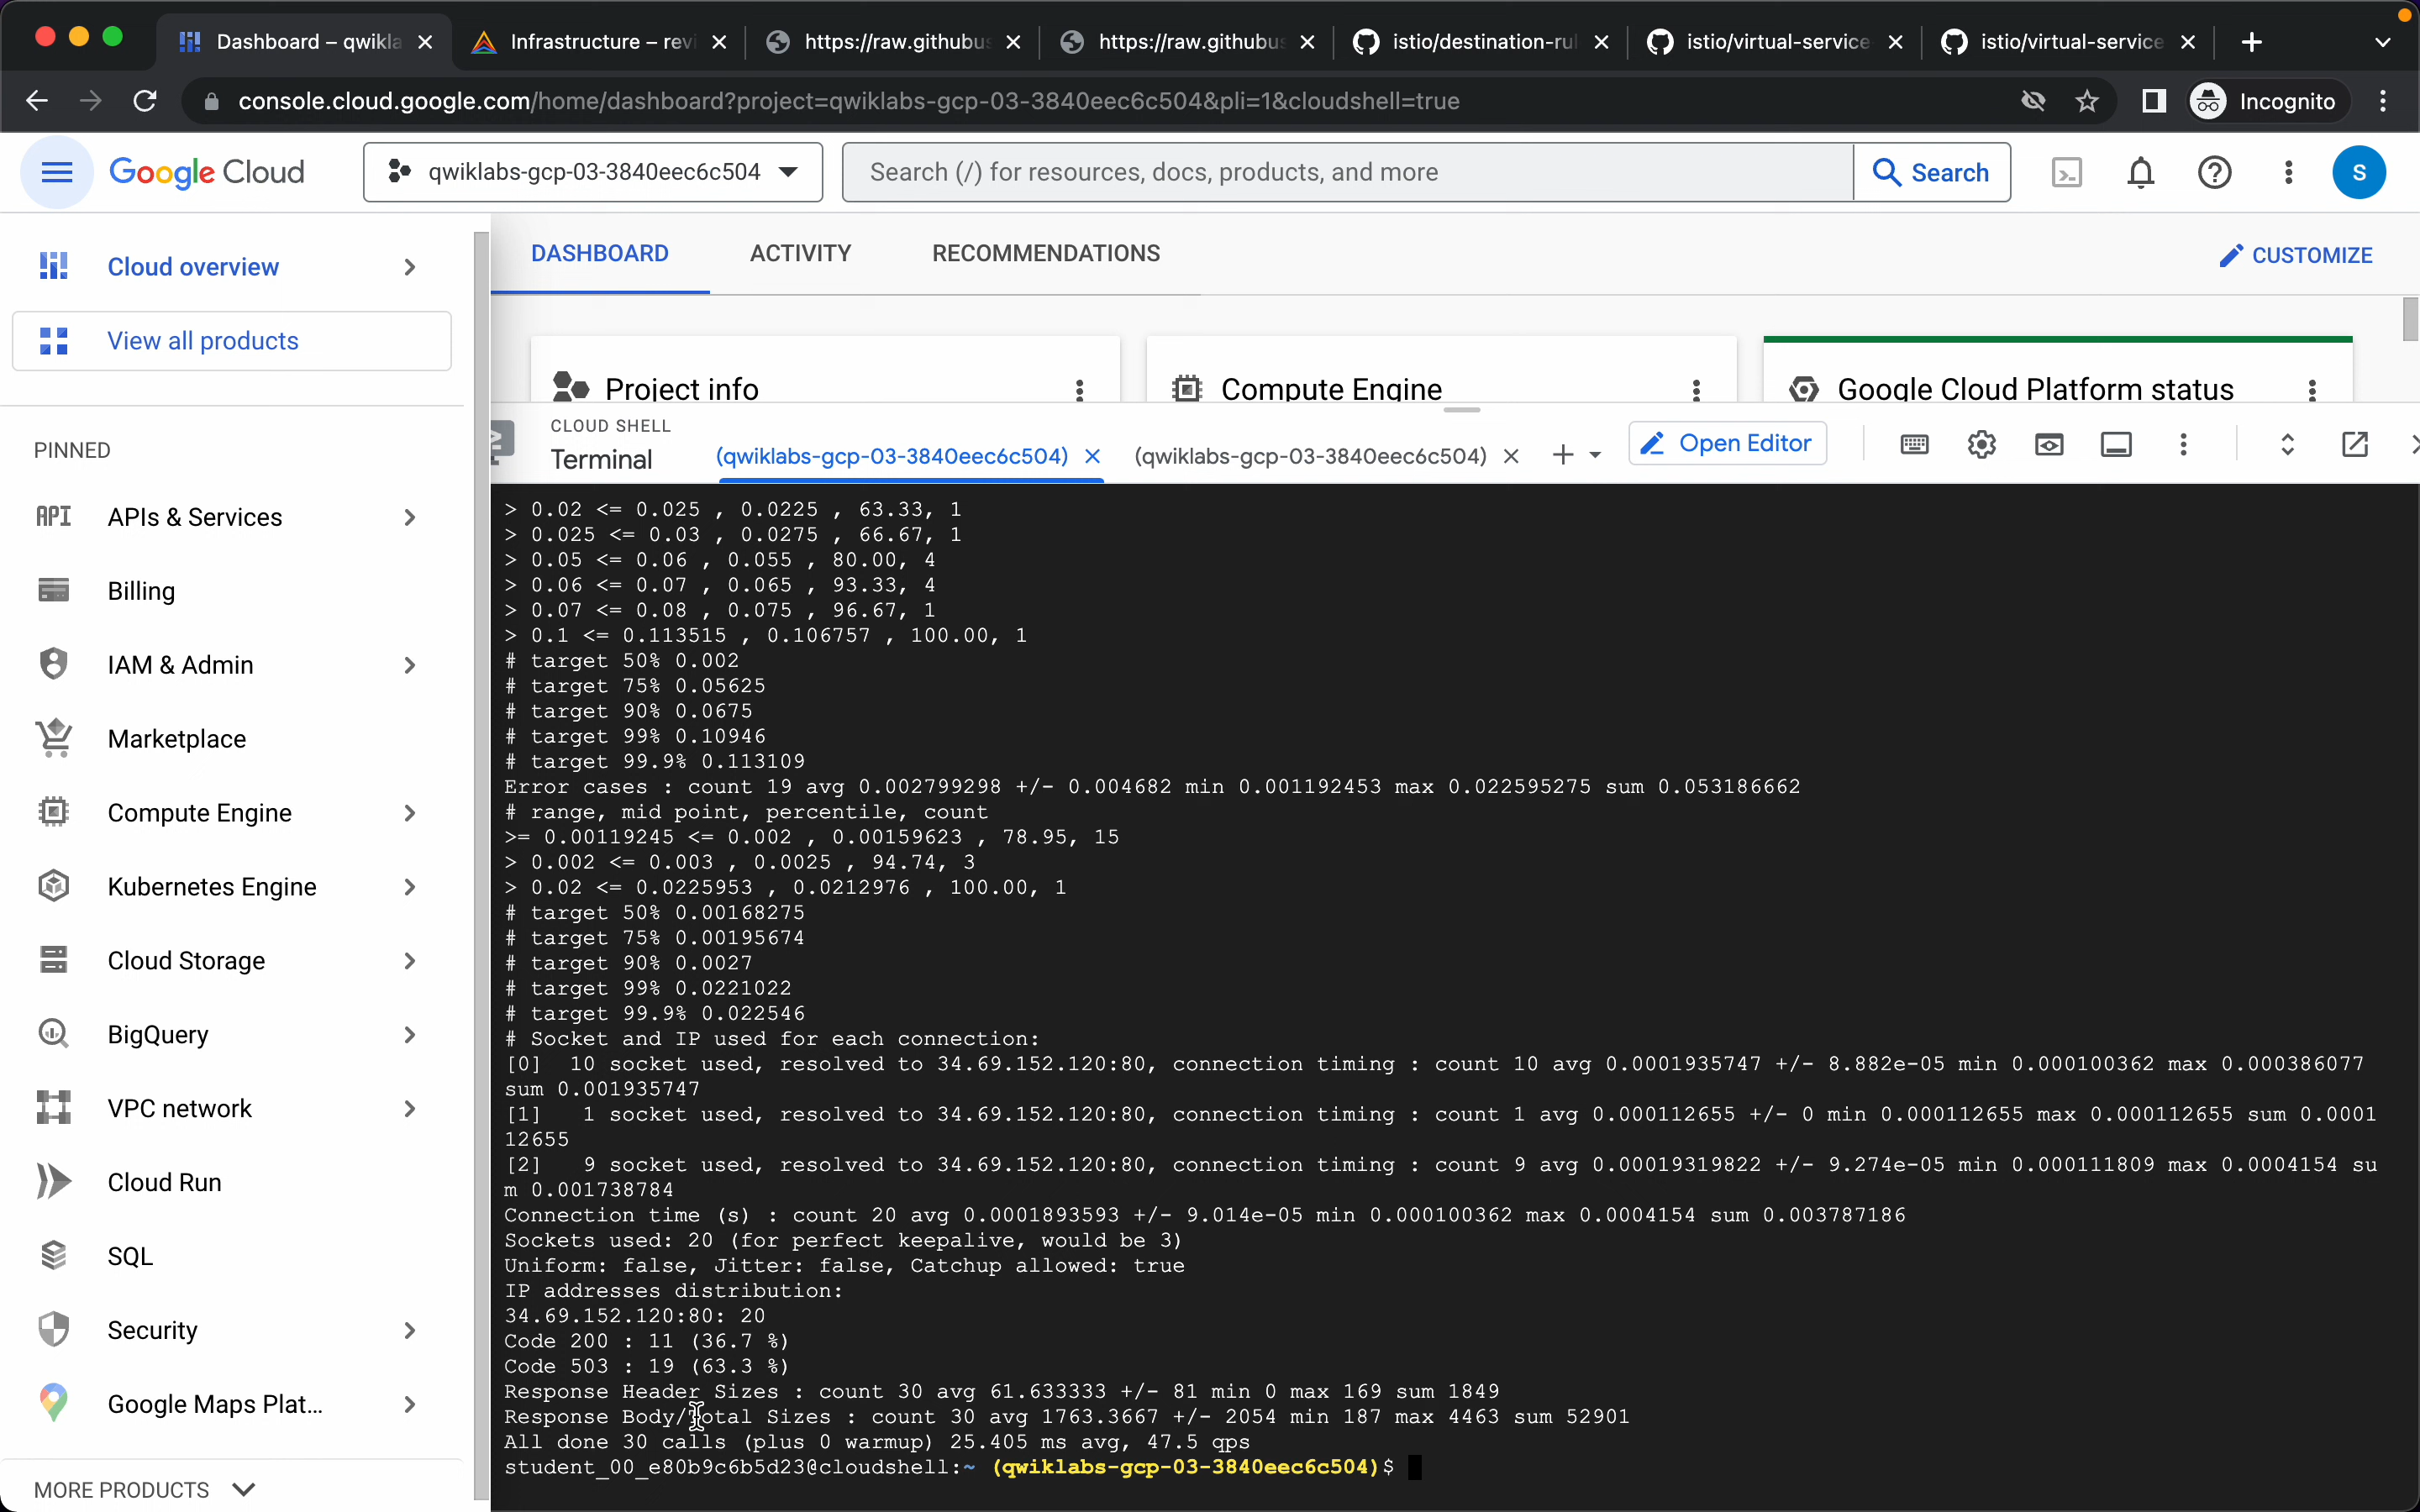 Dashboard – qwikla
Infrastructure – rev
https://raw.githubus
https://raw.githubus
istio/destination-rul
istio/virtual-service
istio/virtual-service
console.cloud.google.com/home/dashboard?project=qwiklabs-gcp-03-3840eec6c504&pli=1&cloudshell=true
Incognito
Google Cloud
qwiklabs-gcp-03-3840eec6c504
Search (/) for resources, docs, products, and more
Search
S
Cloud overview
View all products
PINNED
API APIs & Services
Billing
IAM & Admin
Marketplace
Compute Engine
Kubernetes Engine
Cloud Storage
BigQuery
VPC network
Cloud Run
SQL
Security
Google Maps Plat...
MORE PRODUCTS
DASHBOARD
ACTIVITY
RECOMMENDATIONS
CUSTOMIZE
Project info
Compute Engine
Google Cloud Platform status
CLOUD SHELL
Terminal
(qwiklabs-gcp-03-3840eec6c504)
(qwiklabs-gcp-03-3840eec6c504)
Open Editor
> 0.02 <= 0.025 , 0.0225 , 63.33, 1
> 0.025 <= 0.03 , 0.0275 , 66.67, 1
> 0.05 <= 0.06 , 0.055 , 80.00, 4
> 0.06 <= 0.07 , 0.065 , 93.33, 4
> 0.07 <= 0.08 , 0.075 , 96.67, 1
> 0.1 <= 0.113515 , 0.106757 , 100.00, 1
# target 50% 0.002
# target 75% 0.05625
# target 90% 0.0675
# target 99% 0.10946
# target 99.9% 0.113109
Error cases : count 19 avg 0.002799298 +/- 0.004682 min 0.001192453 max 0.022595275 sum 0.053186662
# range, mid point, percentile, count
>= 0.00119245 <= 0.002 , 0.00159623 , 78.95, 15
> 0.002 <= 0.003 , 0.0025 , 94.74, 3
> 0.02 <= 0.0225953 , 0.0212976 , 100.00, 1
# target 50% 0.00168275
# target 75% 0.00195674
# target 90% 0.0027
# target 99% 0.0221022
# target 99.9% 0.022546
# Socket and IP used for each connection:
[0]   10 socket used, resolved to 34.69.152.120:80, connection timing : count 10 avg 0.0001935747 +/- 8.882e-05 min 0.000100362 max 0.000386077
sum 0.001935747
[1]    1 socket used, resolved to 34.69.152.120:80, connection timing : count 1 avg 0.000112655 +/- 0 min 0.000112655 max 0.000112655 sum 0.0001
12655
[2]    9 socket used, resolved to 34.69.152.120:80, connection timing : count 9 avg 0.00019319822 +/- 9.274e-05 min 0.000111809 max 0.0004154 su
m 0.001738784
Connection time (s) : count 20 avg 0.0001893593 +/- 9.014e-05 min 0.000100362 max 0.0004154 sum 0.003787186
Sockets used: 20 (for perfect keepalive, would be 3)
Uniform: false, Jitter: false, Catchup allowed: true
IP addresses distribution:
34.69.152.120:80: 20
Code 200 : 11 (36.7 %)
Code 503 : 19 (63.3 %)
Response Header Sizes : count 30 avg 61.633333 +/- 81 min 0 max 169 sum 1849
Response Body/Total Sizes : count 30 avg 1763.3667 +/- 2054 min 187 max 4463 sum 52901
All done 30 calls (plus 0 warmup) 25.405 ms avg, 47.5 qps
student_00_e80b9c6b5d23@cloudshell:~ (qwiklabs-gcp-03-3840eec6c504)$